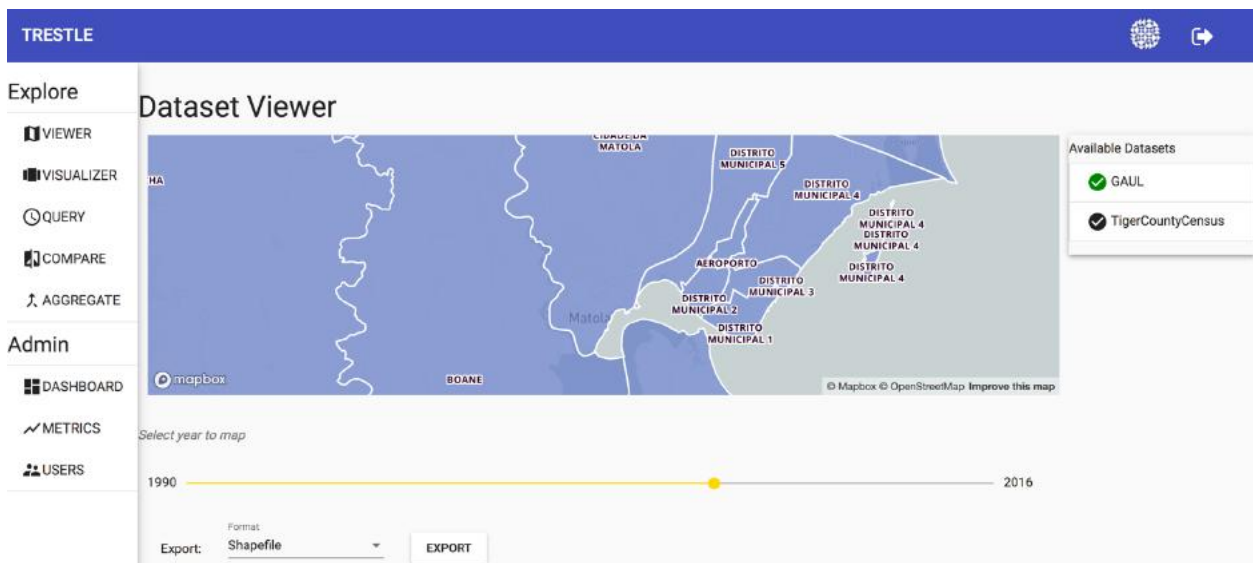 TRESTLE
Explore
VIEWER
VISUALIZER
QUERY
COMPARE
AGGREGATE
Admin
DASHBOARD
METRICS
USERS
Dataset Viewer
CIDADE DA
MATOLA
DISTRITO
MUNICIPAL 5
HA
DISTRITO
MUNICIPAL 4
DISTRITO
MUNICIPAL 4
DISTRITO
MUNICIPAL 4
AEROPORTO
DISTRITO
MUNICIPAL 4
DISTRITO
MUNICIPAL 3
DISTRITO
MUNICIPAL 2
Matola
DISTRITO
MUNICIPAL 1
BOANE
mapbox
© Mapbox © OpenStreetMap Improve this map
Available Datasets
GAUL
TigerCountyCensus
Select year to map
1990
2016
Export:
Format
Shapefile
EXPORT